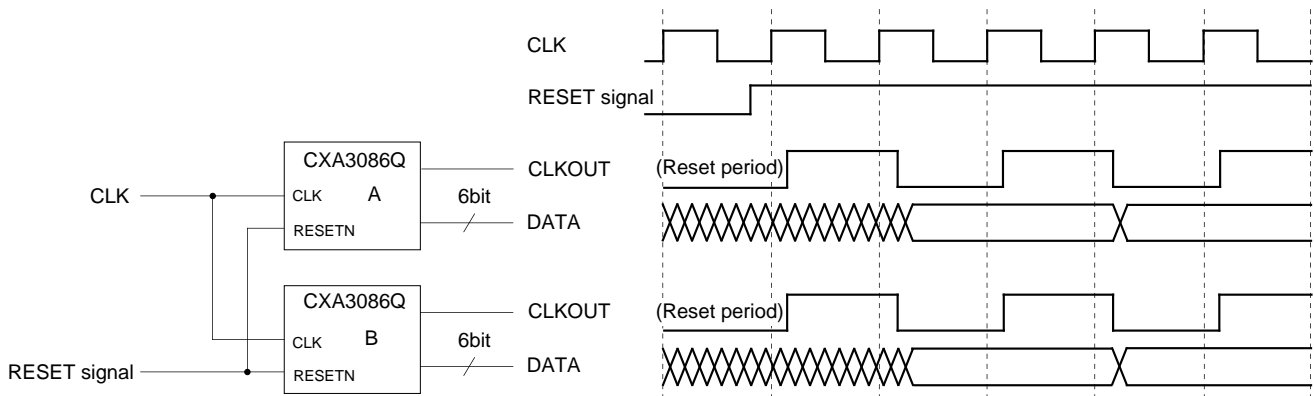 CLK
RESET signal
CXA3086Q
CLK
CLK
A
RESETN
6bit
CLKOUT
(Reset period)
DATA
CXA3086Q
CLK
B
RESETN
6bit
CLKOUT
(Reset period)
DATA
RESET signal